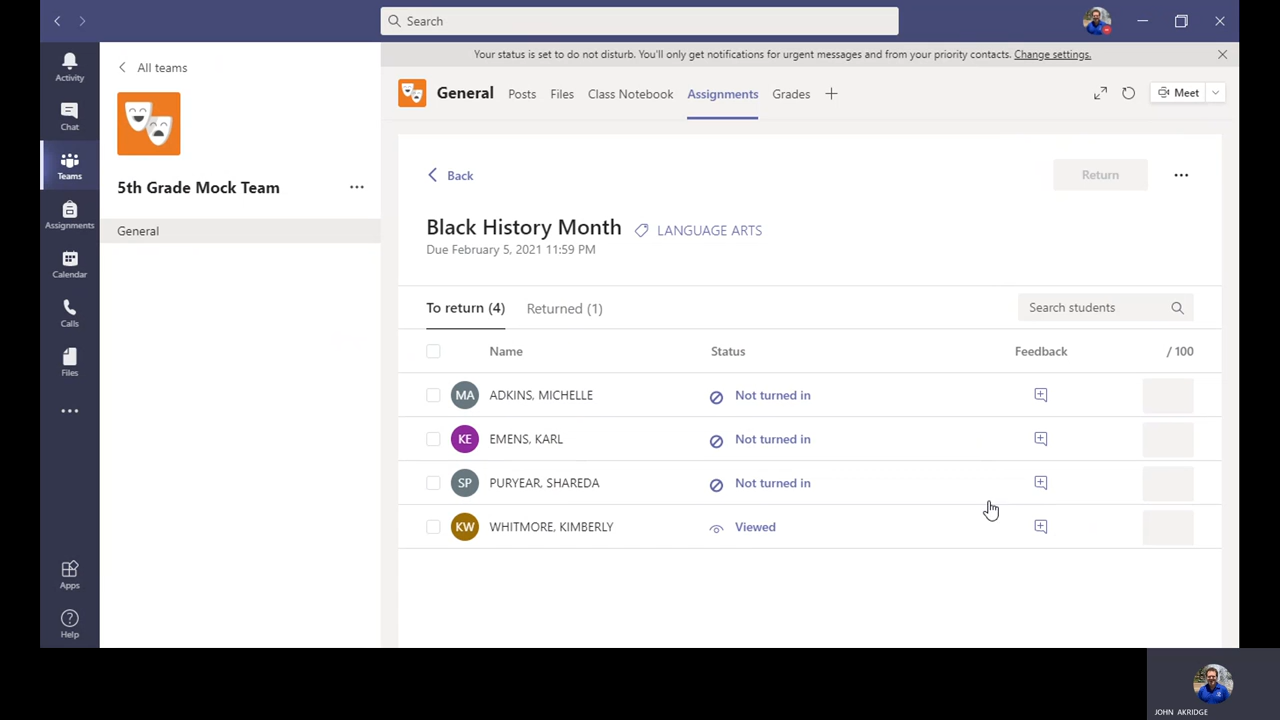 Search
Your status is set to do not disturb. You'll only get notifications for urgent messages and from your priority contacts. Change settings.
Activity
Chat
Teams
Assignments
Calendar
Calls
Files
Apps
Help
All teams
5th Grade Mock Team
General
General Posts Files Class Notebook Assignments Grades
Meet
Back
Return
Black History Month LANGUAGE ARTS
Due February 5, 2021 11:59 PM
To return (4) Returned (1)
Search students
Name Status Feedback / 100
MA ADKINS, MICHELLE Not turned in
KE EMENS, KARL Not turned in
SP PURYEAR, SHAREDA Not turned in
KW WHITMORE, KIMBERLY Viewed
JOHN AKRIDGE